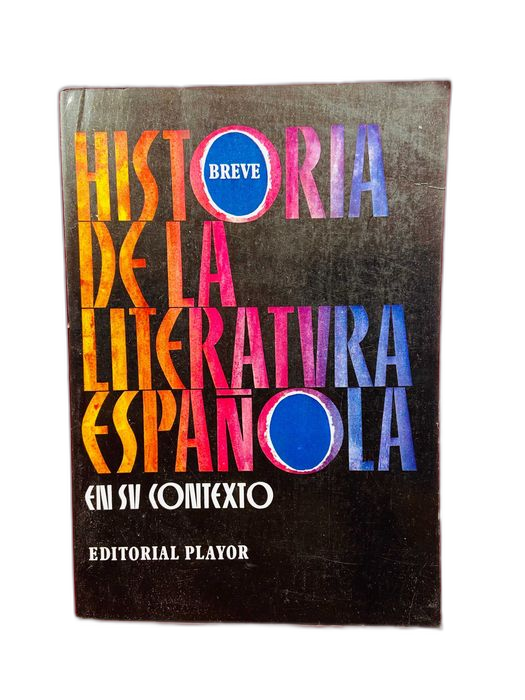 HISTORIA
BREVE
DE LA
LITERATVRA
ESPAÑOLA
EN SV CONTEXTO
EDITORIAL PLAYOR